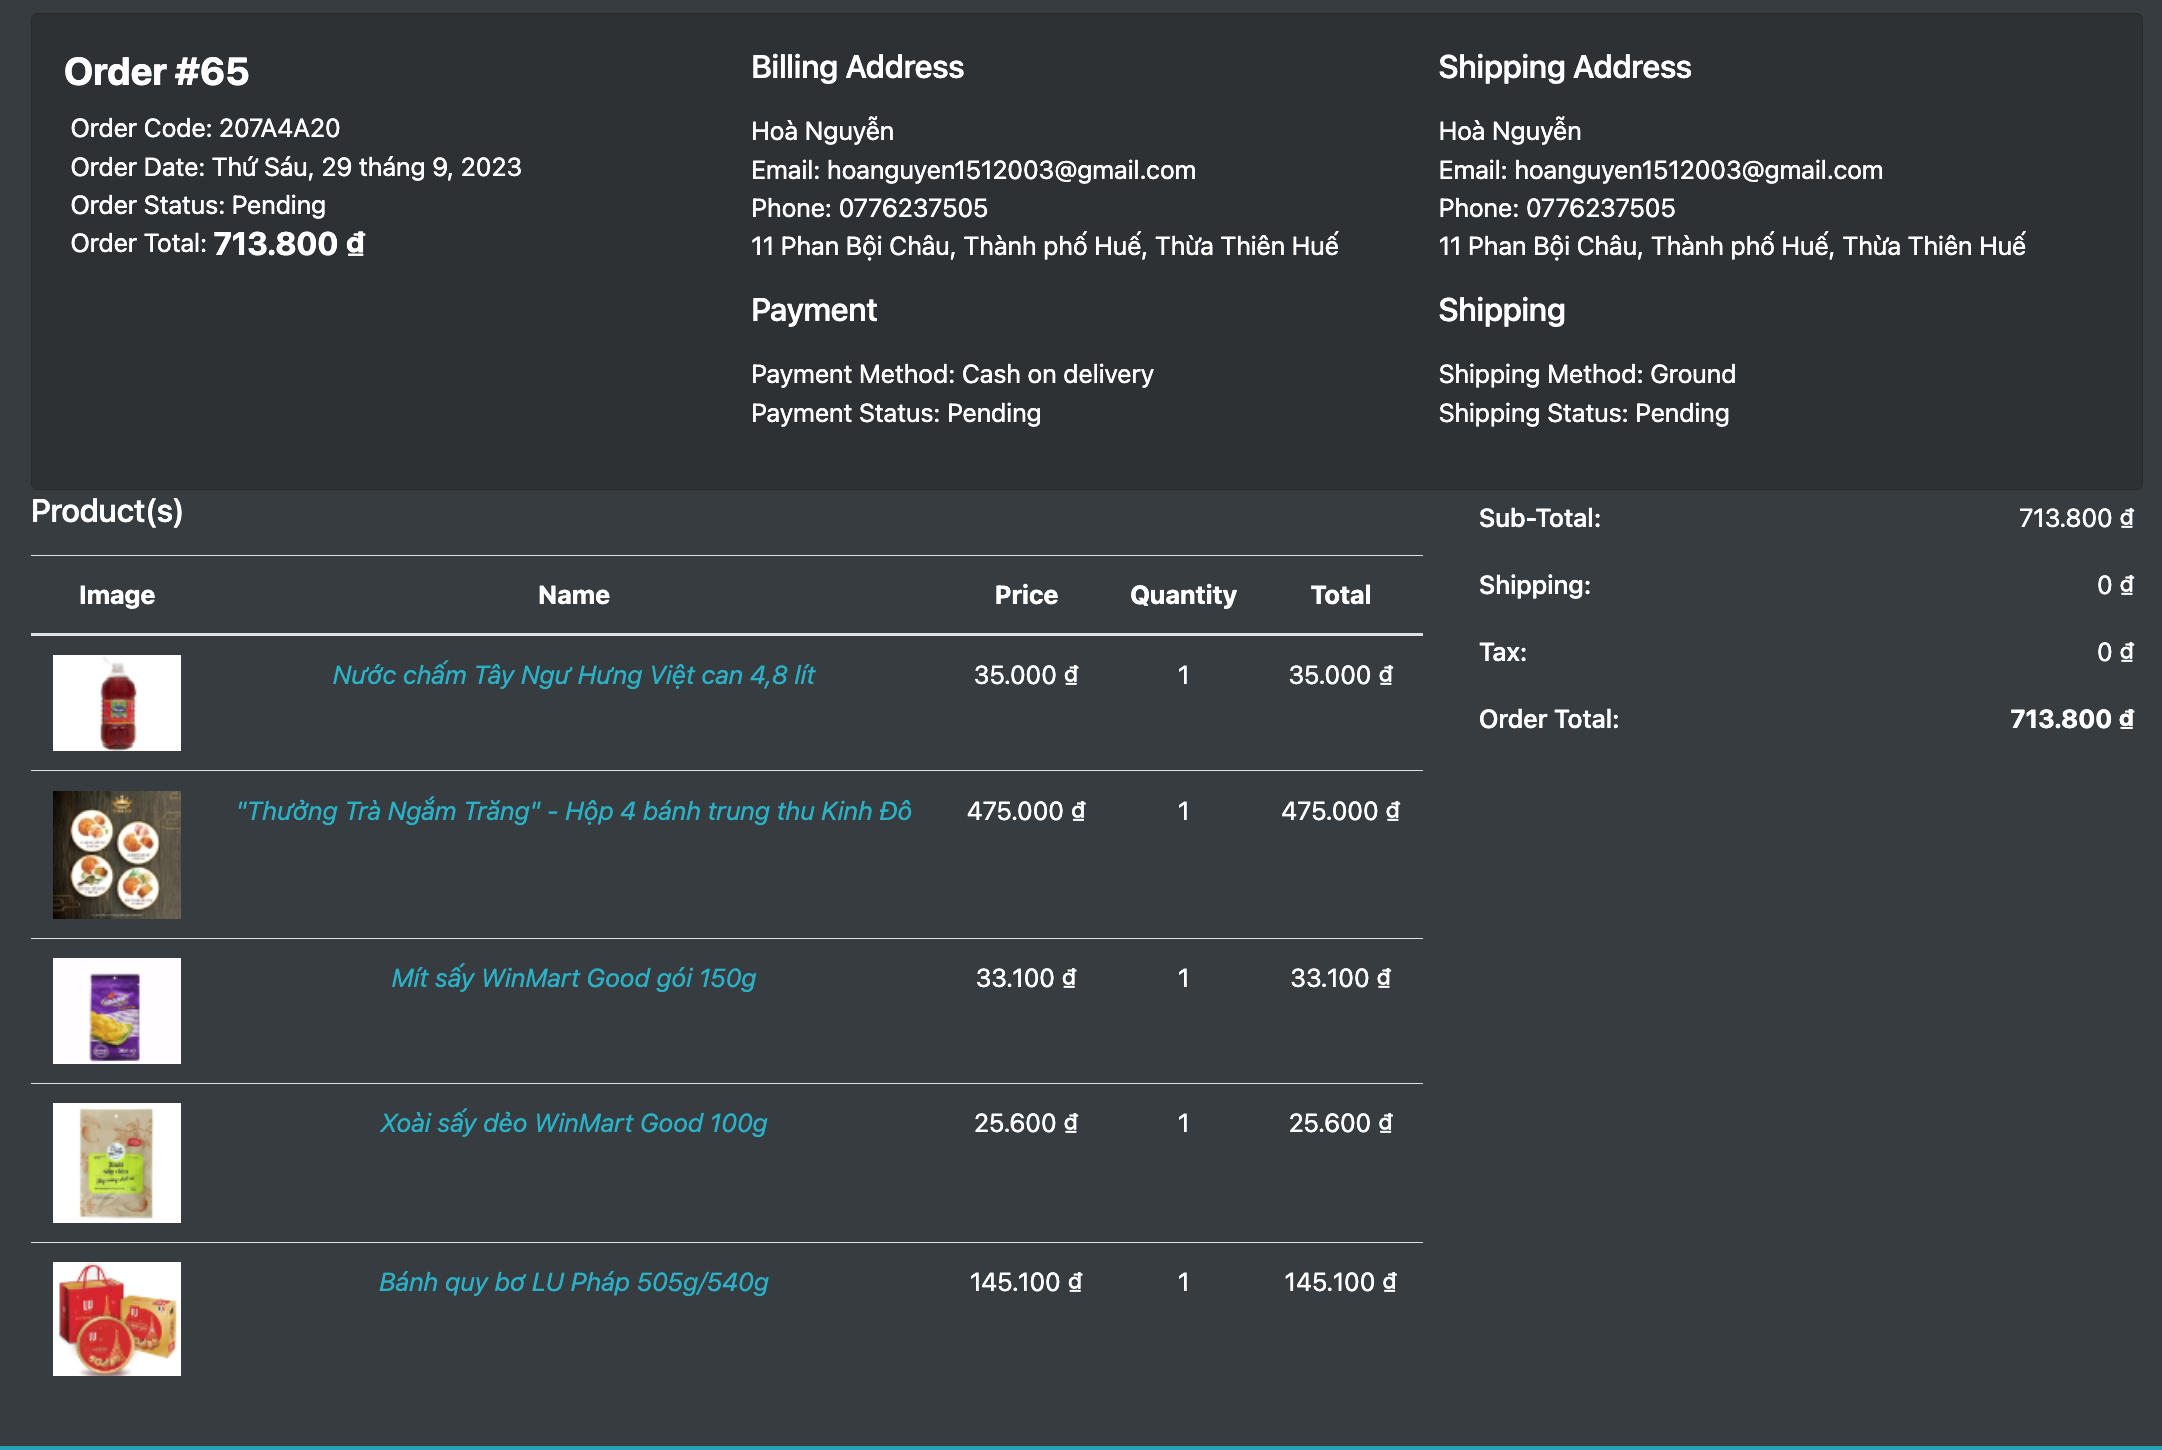 Order #65
Order Code: 207A4A20
Order Date: Thứ Sáu, 29 tháng 9, 2023
Order Status: Pending
Order Total: 713.800 ₫
Billing Address
Hoà Nguyễn
Email: hoanguyen1512003@gmail.com
Phone: 0776237505
11 Phan Bội Châu, Thành phố Huế, Thừa Thiên Huế
Payment
Payment Method: Cash on delivery
Payment Status: Pending
Shipping Address
Hoà Nguyễn
Email: hoanguyen1512003@gmail.com
Phone: 0776237505
11 Phan Bội Châu, Thành phố Huế, Thừa Thiên Huế
Shipping
Shipping Method: Ground
Shipping Status: Pending
Product(s)
Image Name Price Quantity Total
Nước chấm Tây Ngư Hưng Việt can 4,8 lít 35.000 ₫ 1 35.000 ₫
"Thưởng Trà Ngắm Trăng" - Hộp 4 bánh trung thu Kinh Đô 475.000 ₫ 1 475.000 ₫
Mít sấy WinMart Good gói 150g 33.100 ₫ 1 33.100 ₫
Xoài sấy dẻo WinMart Good 100g 25.600 ₫ 1 25.600 ₫
Bánh quy bơ LU Pháp 505g/540g 145.100 ₫ 1 145.100 ₫
LU
Sub-Total: 713.800 ₫
Shipping: 0 ₫
Tax: 0 ₫
Order Total: 713.800 ₫